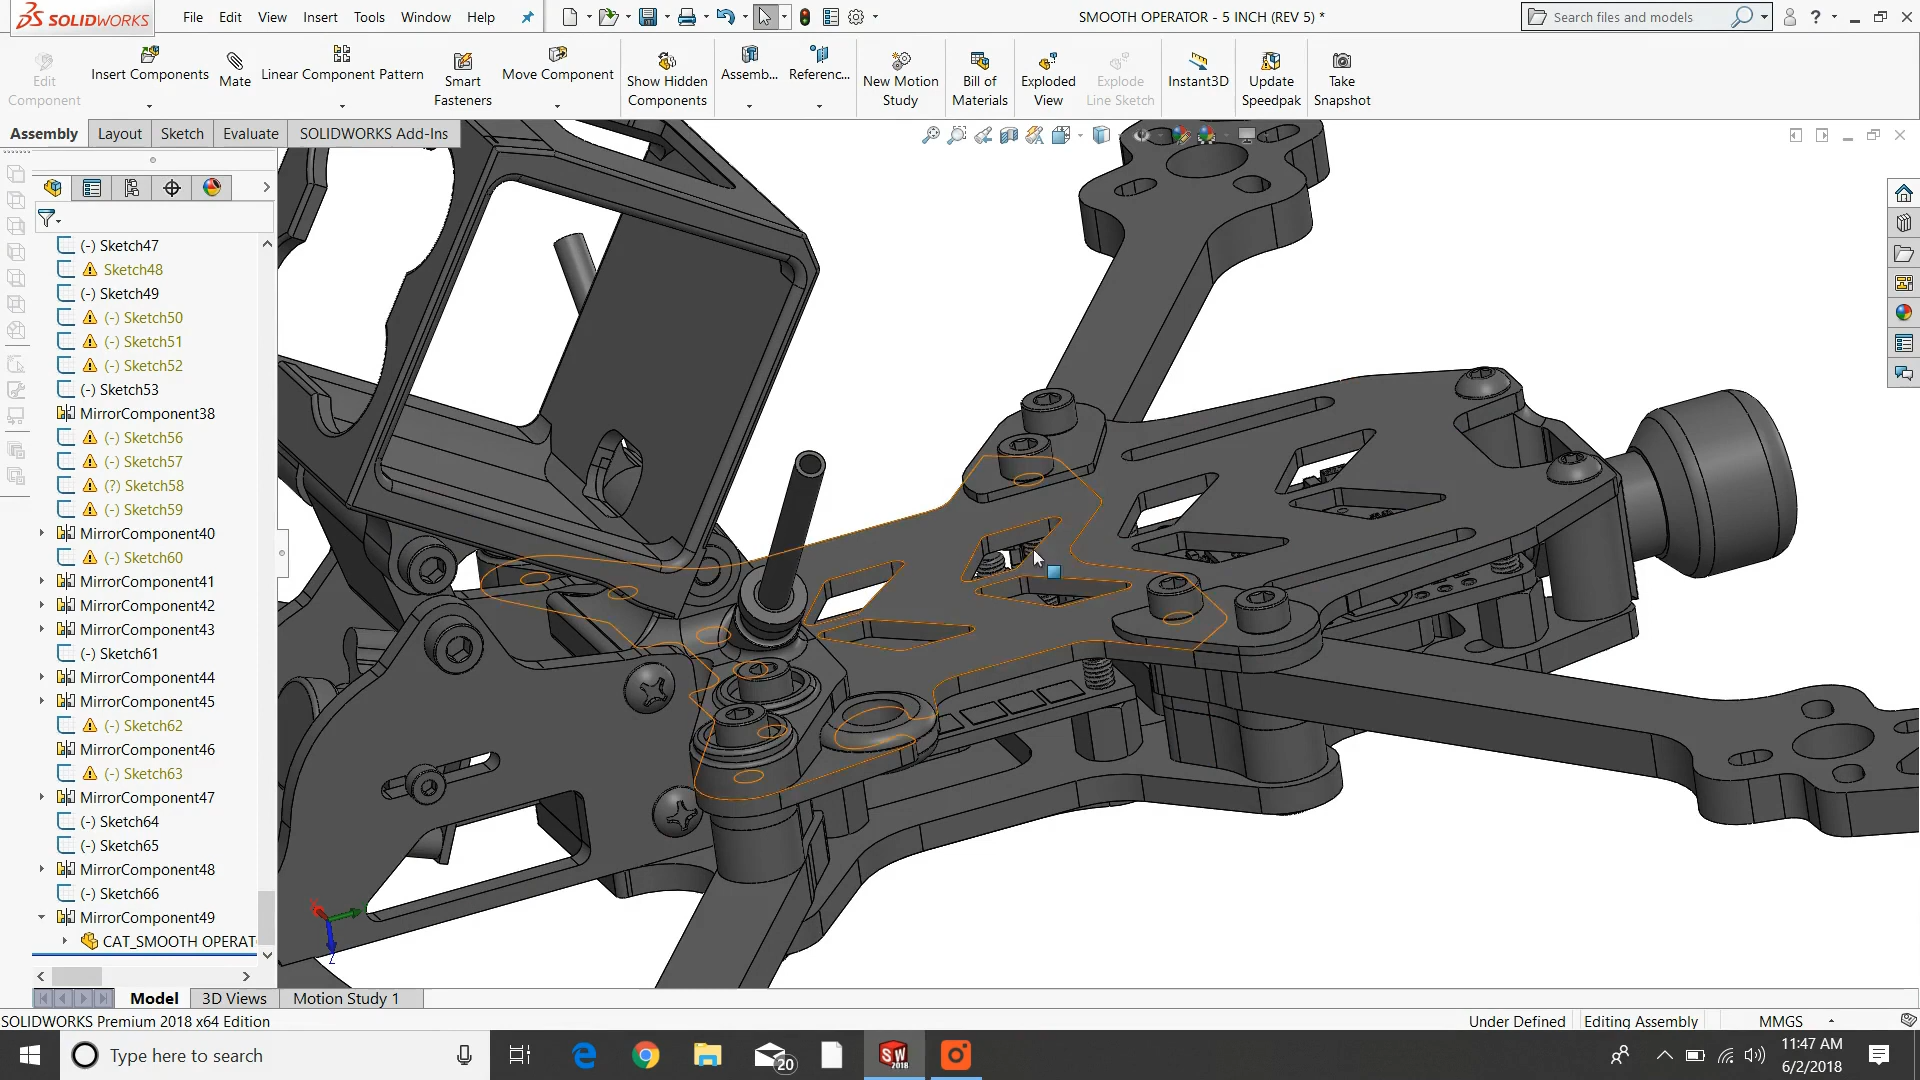 SOLIDWORKS
File Edit View Insert Tools Window Help
SMOOTH OPERATOR - 5 INCH (REV 5) *
Search files and models
?
Edit Component
Insert Components
Mate
Linear Component Pattern
Smart Fasteners
Move Component
Show Hidden Components
Assemb...
Referenc...
New Motion Study
Bill of Materials
Exploded View
Explode Line Sketch
Instant3D
Update Speedpak
Take Snapshot
Assembly Layout Sketch Evaluate SOLIDWORKS Add-Ins
(-) Sketch47
Sketch48
(-) Sketch49
(-) Sketch50
(-) Sketch51
(-) Sketch52
(-) Sketch53
MirrorComponent38
(-) Sketch56
(-) Sketch57
(?) Sketch58
(-) Sketch59
MirrorComponent40
(-) Sketch60
MirrorComponent41
MirrorComponent42
MirrorComponent43
(-) Sketch61
MirrorComponent44
MirrorComponent45
(-) Sketch62
MirrorComponent46
(-) Sketch63
MirrorComponent47
(-) Sketch64
(-) Sketch65
MirrorComponent48
(-) Sketch66
MirrorComponent49
CAT_SMOOTH OPERAT
Model 3D Views Motion Study 1
SOLIDWORKS Premium 2018 x64 Edition
Under Defined Editing Assembly MMGS
Type here to search
20
SW
2018
11:47 AM
6/2/2018